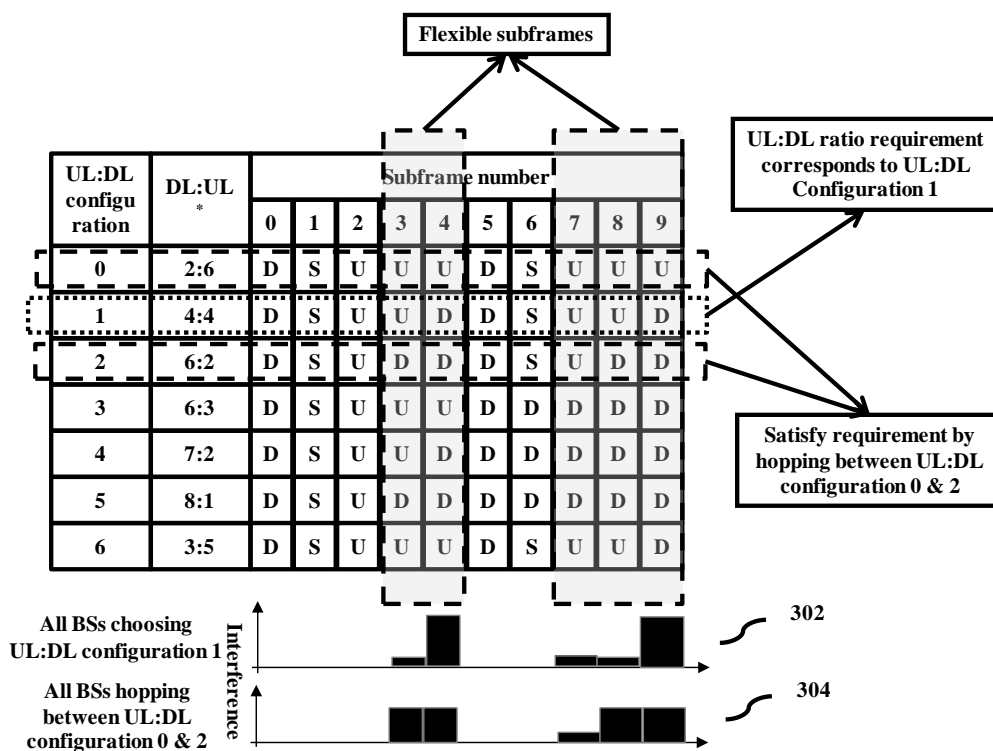 Flexible subframes
UL:DL ratio requirement
corresponds to UL:DL
Configuration 1
UL:DL
configu
ration
DL:UL
*
Subframe number
0 1 2 3 4 5 6 7 8 9
0 2:6 D S U U U D S U U U
1 4:4 D S U U D D S U U D
2 6:2 D S U D D D S U D D
3 6:3 D S U U U D D D D D
4 7:2 D S U U D D D D D D
5 8:1 D S U D D D D D D D
6 3:5 D S U U U D S U U D
Satisfy requirement by
hopping between UL:DL
configuration 0 & 2
All BSs choosing
UL:DL configuration 1
Interference
302
All BSs hopping
between UL:DL
configuration 0 & 2
304